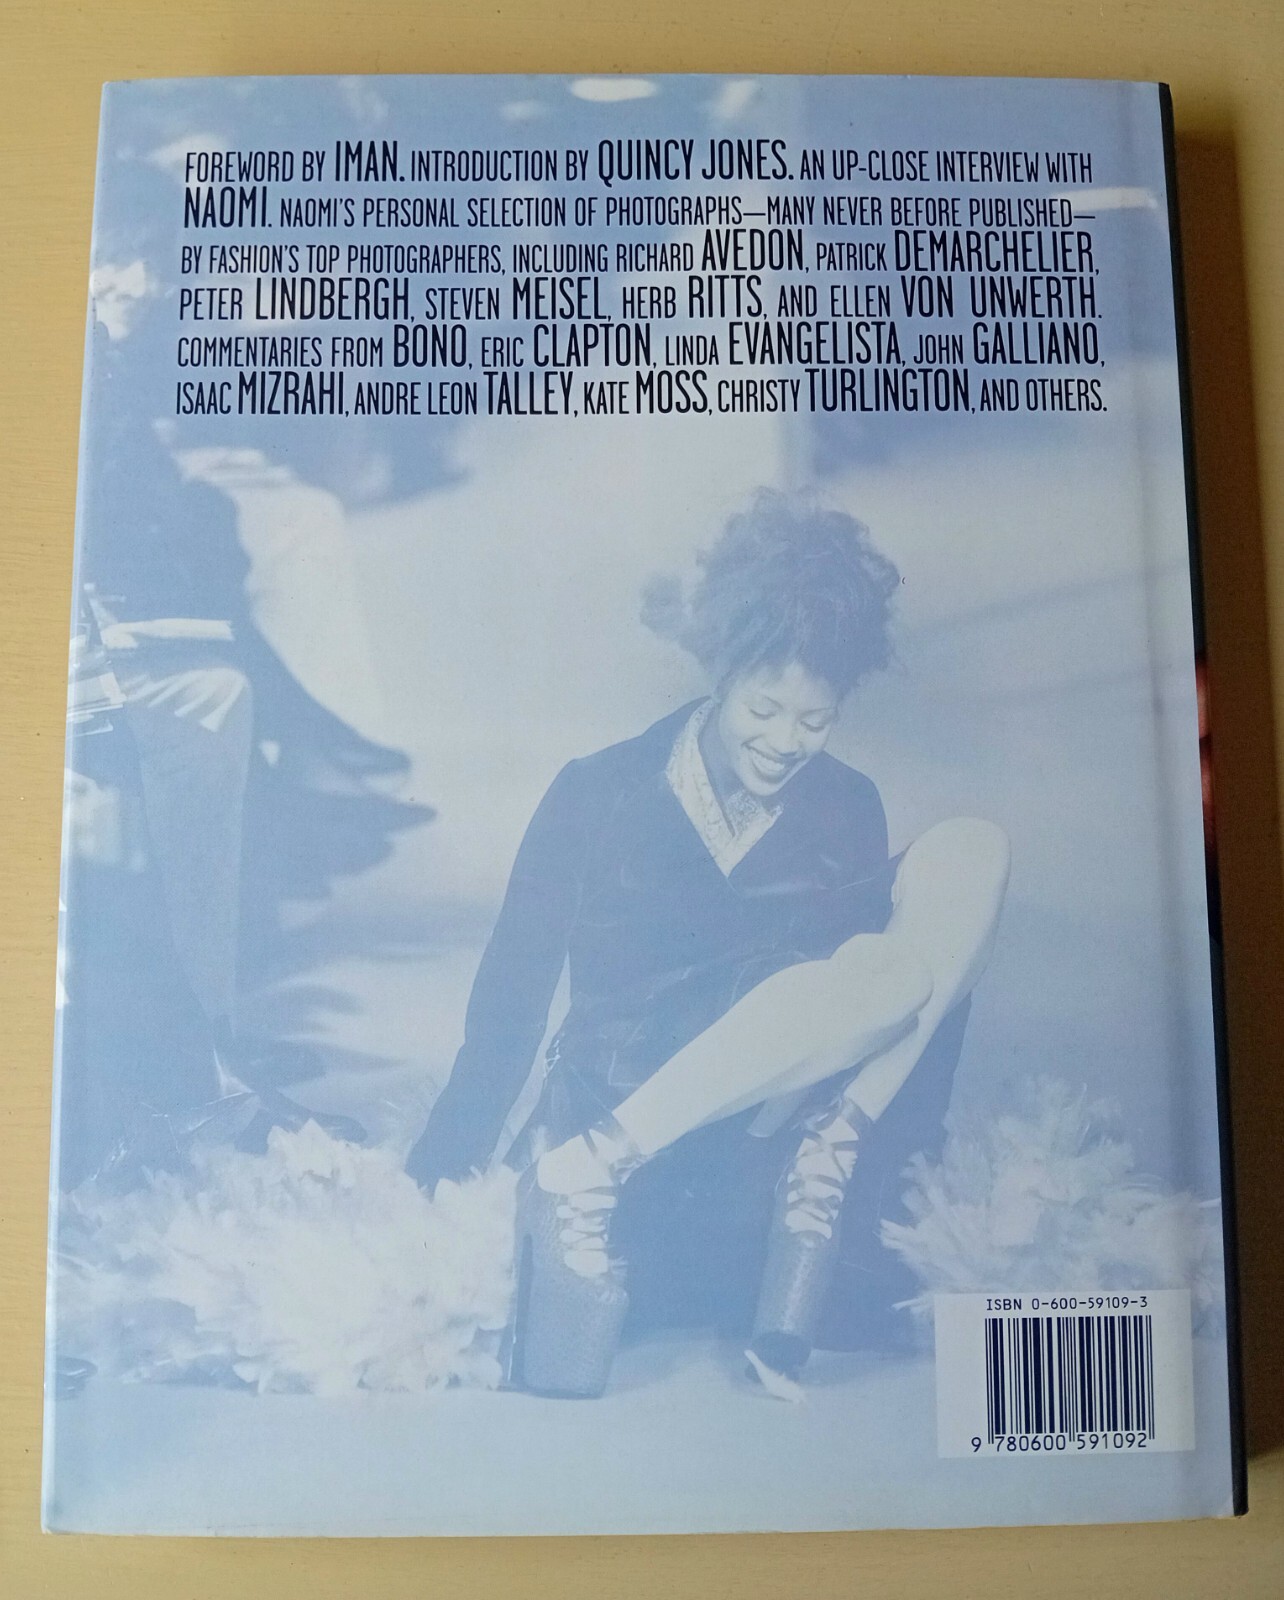 FOREWORD BY IMAN. INTRODUCTION BY QUINCY JONES. AN UP-CLOSE INTERVIEW WITH
NAOMI. NAOMI'S PERSONAL SELECTION OF PHOTOGRAPHS—MANY NEVER BEFORE PUBLISHED—
BY FASHION'S TOP PHOTOGRAPHERS, INCLUDING RICHARD AVEDON, PATRICK DEMARCHELIER,
PETER LINDBERGH, STEVEN MEISEL, HERB RITTS, AND ELLEN VON UNWERTH.
COMMENTARIES FROM BONO, ERIC CLAPTON, LINDA EVANGELISTA, JOHN GALLIANO,
ISAAC MIZRAHI, ANDRE LEON TALLEY, KATE MOSS, CHRISTY TURLINGTON, AND OTHERS.
ISBN 0-600-59109-3
9 780600 591092